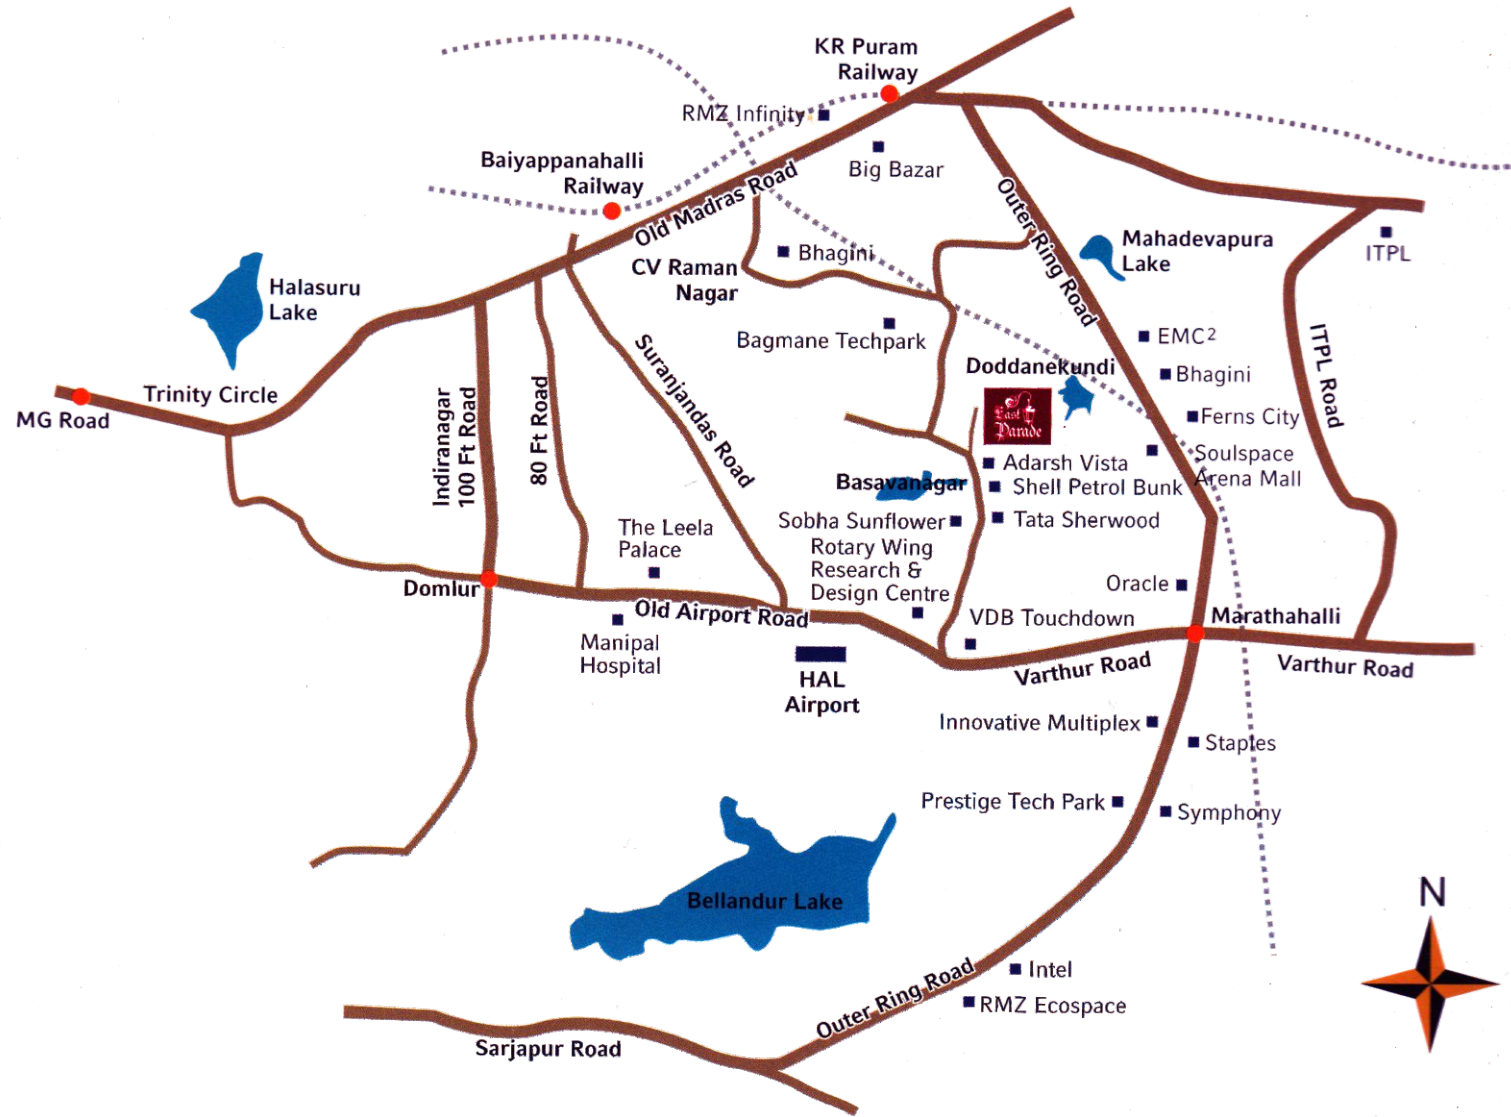 KR Puram
Railway
RMZ Infinity
Big Bazar
Baiyappanahalli
Railway
Old Madras Road
Outer Ring Road
Mahadevapura
Lake
ITPL
Bhagini
CV Raman
Nagar
Halasuru
Lake
Bagmane Techpark
EMC2
ITPL Road
Suranjandas Road
Doddanekundi
Bhagini
Trinity Circle
MG Road
Indiranagar
100 Ft Road
80 Ft Road
East
Parade
Ferns City
Soulspace
Arena Mall
Adarsh Vista
Basavanagar
Shell Petrol Bunk
Sobha Sunflower
Tata Sherwood
The Leela
Palace
Rotary Wing
Research &
Design Centre
Oracle
Domlur
Old Airport Road
VDB Touchdown
Marathahalli
Manipal
Hospital
HAL
Airport
Varthur Road
Varthur Road
Innovative Multiplex
Staples
Prestige Tech Park
Symphony
Bellandur Lake
N
Intel
Outer Ring Road
RMZ Ecospace
Sarjapur Road